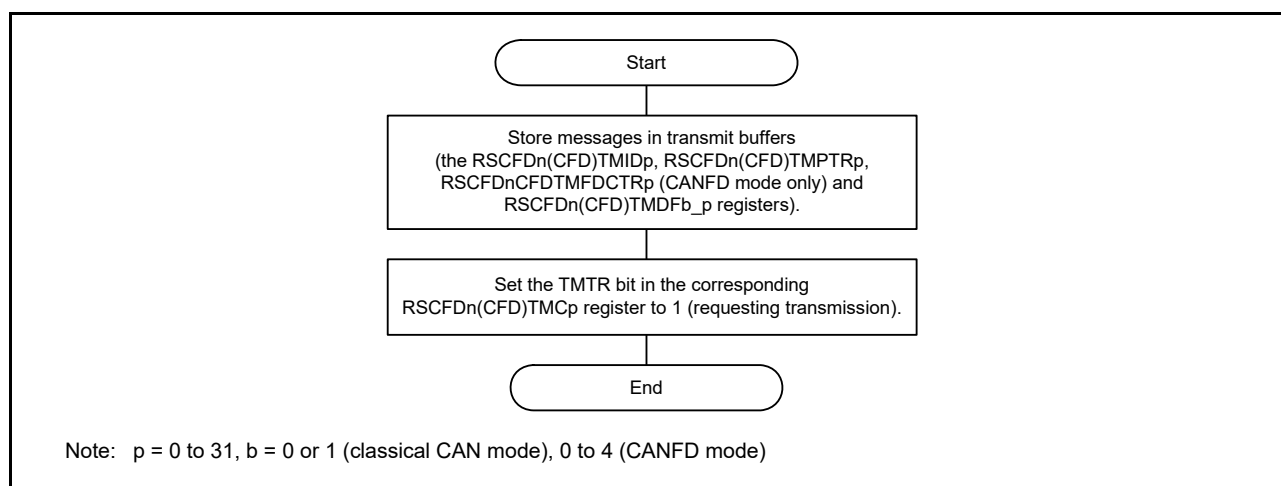 Start
Store messages in transmit buffers
(the RSCFDn(CFD)TMIDp, RSCFDn(CFD)TMPTRp,
RSCFDnCFDTMFDCTRp (CANFD mode only) and
RSCFDn(CFD)TMDFb_p registers).
Set the TMTR bit in the corresponding
RSCFDn(CFD)TMCp register to 1 (requesting transmission).
End
Note: p = 0 to 31, b = 0 or 1 (classical CAN mode), 0 to 4 (CANFD mode)